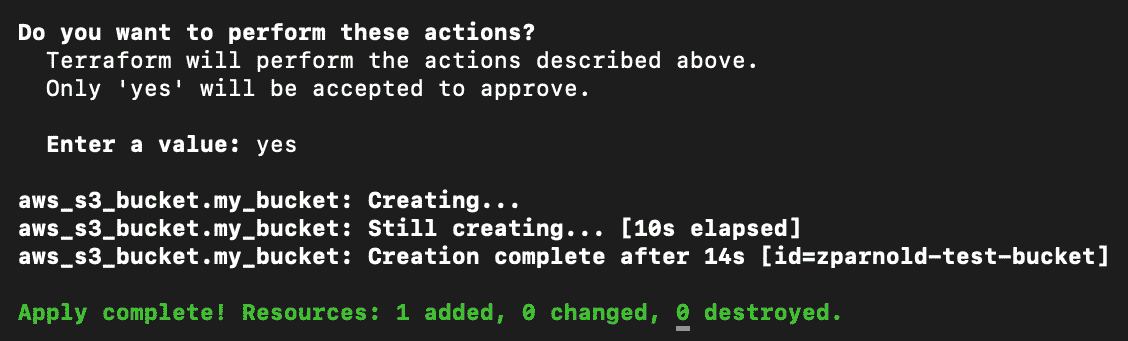 Do you want to perform these actions?
Terraform will perform the actions described above.
Only 'yes' will be accepted to approve.
Enter a value: yes
aws_s3_bucket.my_bucket: Creating...
aws_s3_bucket.my_bucket: Still creating... [10s elapsed]
aws_s3_bucket.my_bucket: Creation complete after 14s [id=zparnold-test-bucket]
Apply complete! Resources: 1 added, 0 changed, 0 destroyed.